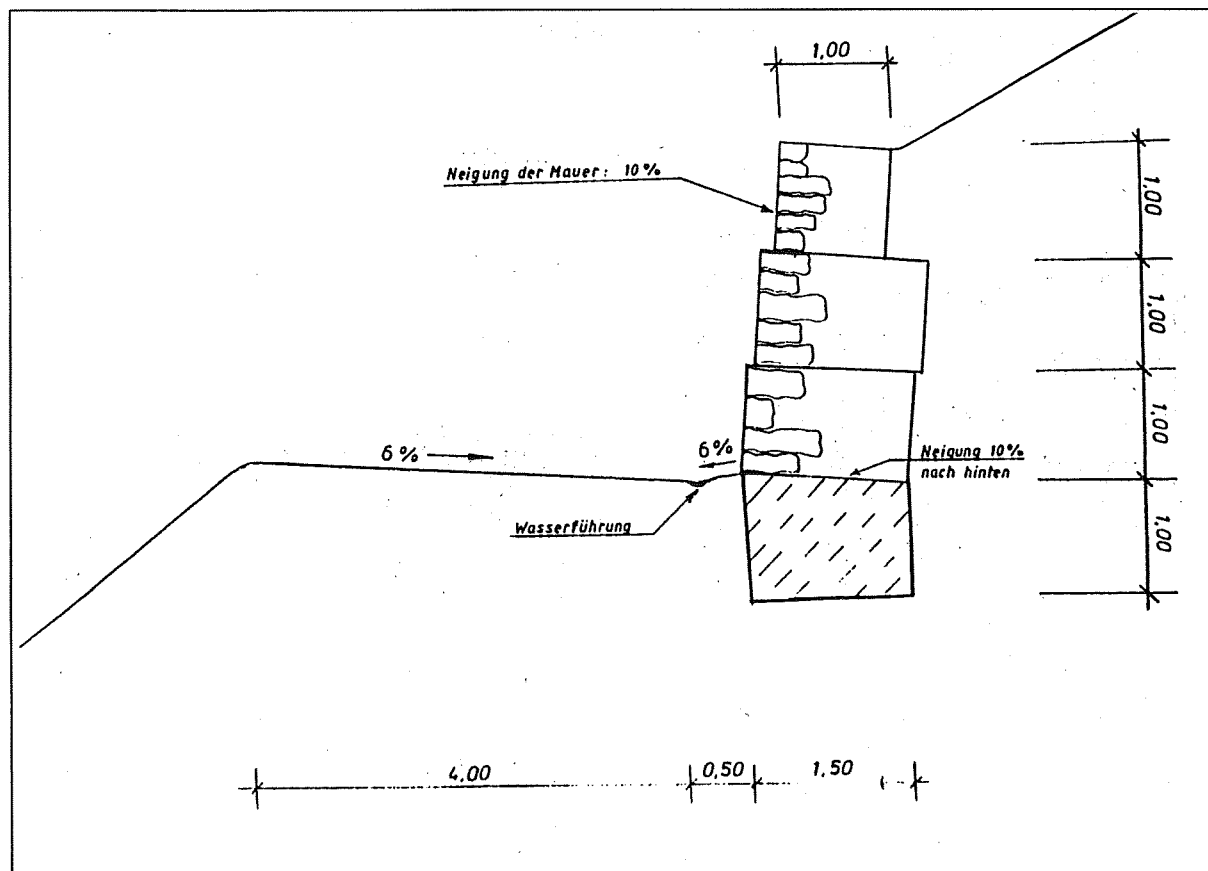 1,00
Neigung der Mauer: 10%
1,00
1,00
1,00
6%
6%
Neigung 10%
nach hinten
Wasserführung
1,00
4,00
0,50
1,50